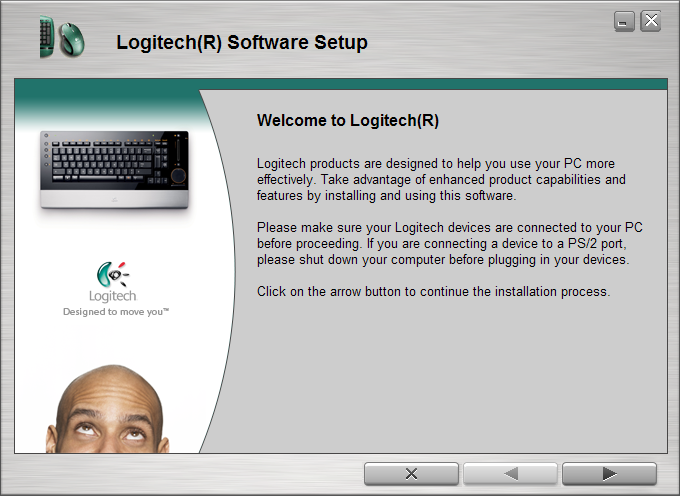 Logitech(R) Software Setup
Welcome to Logitech(R)
Logitech products are designed to help you use your PC more
effectively. Take advantage of enhanced product capabilities and
features by installing and using this software.
Please make sure your Logitech devices are connected to your PC
before proceeding. If you are connecting a device to a PS/2 port,
please shut down your computer before plugging in your devices.
Click on the arrow button to continue the installation process.
Logitech
Designed to move you™